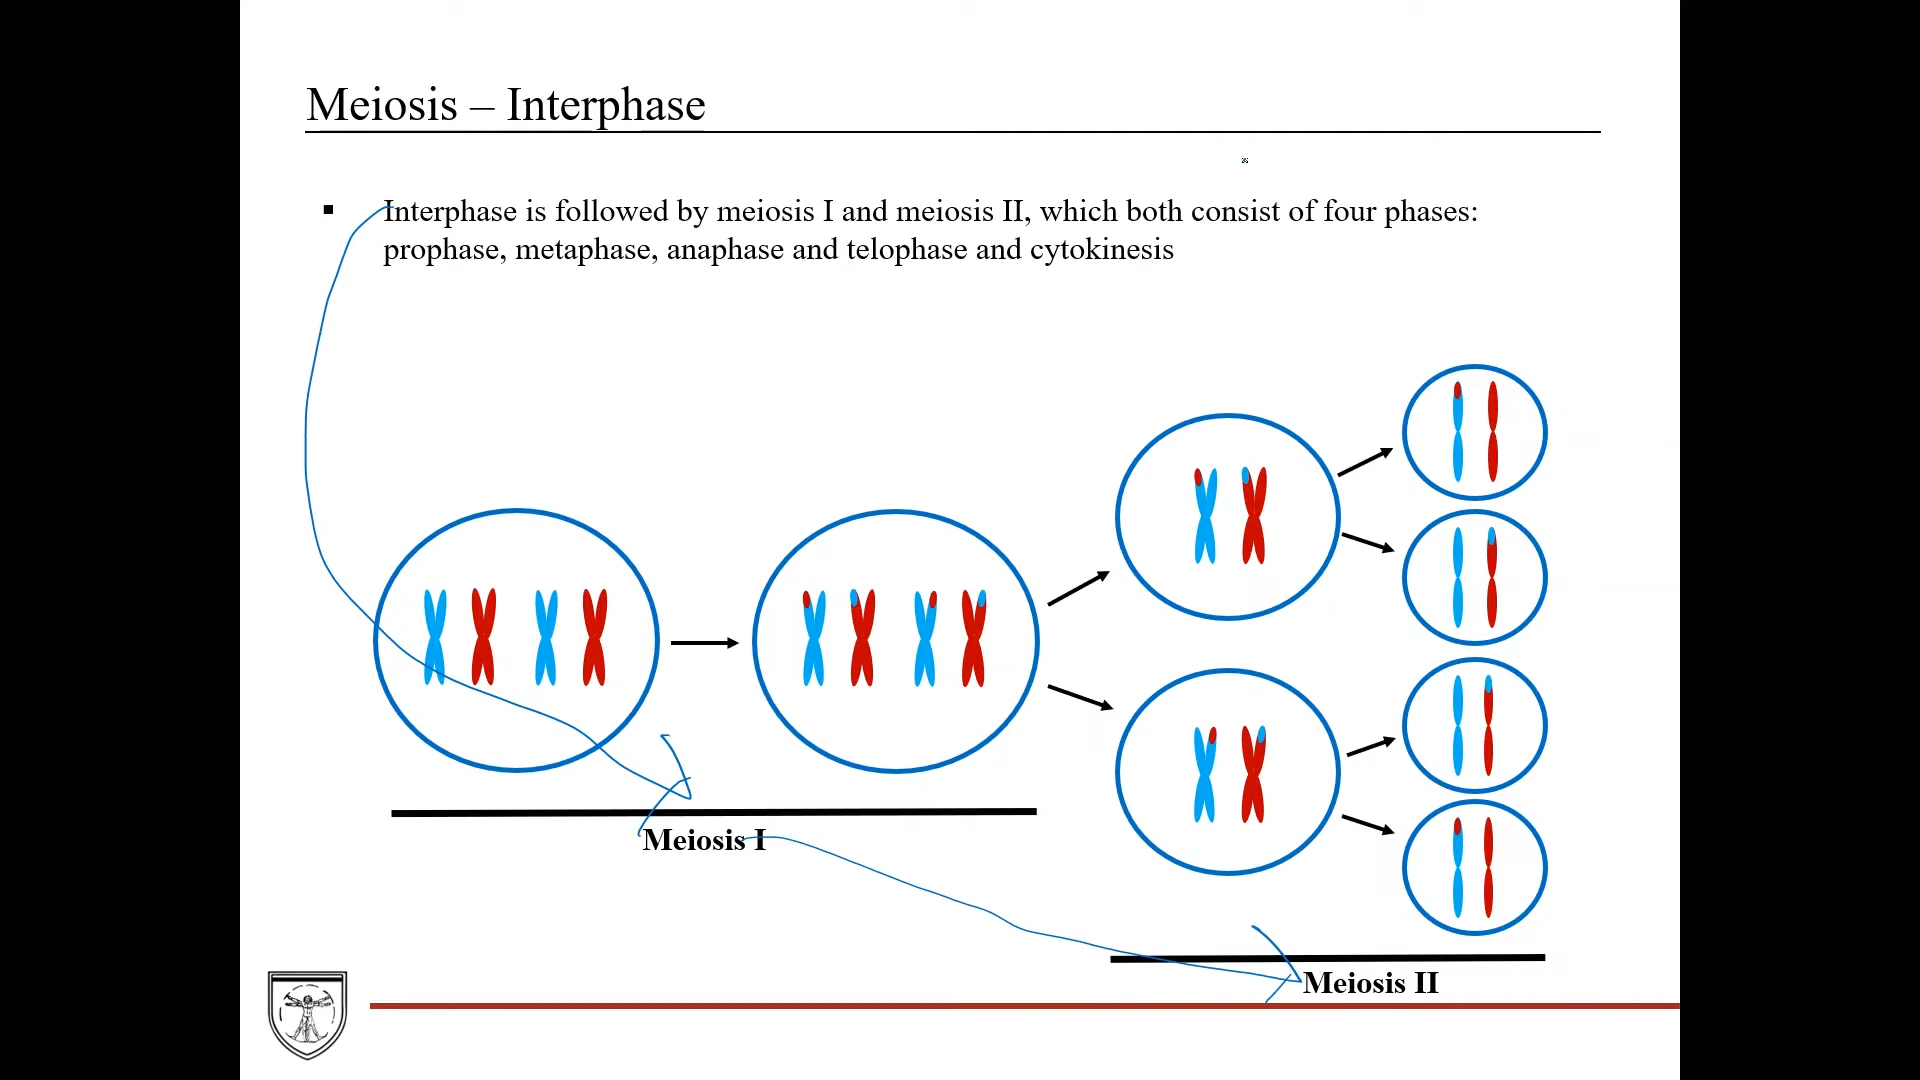 Meiosis – Interphase
▪ Interphase is followed by meiosis I and meiosis II, which both consist of four phases:
prophase, metaphase, anaphase and telophase and cytokinesis
Meiosis I
Meiosis II